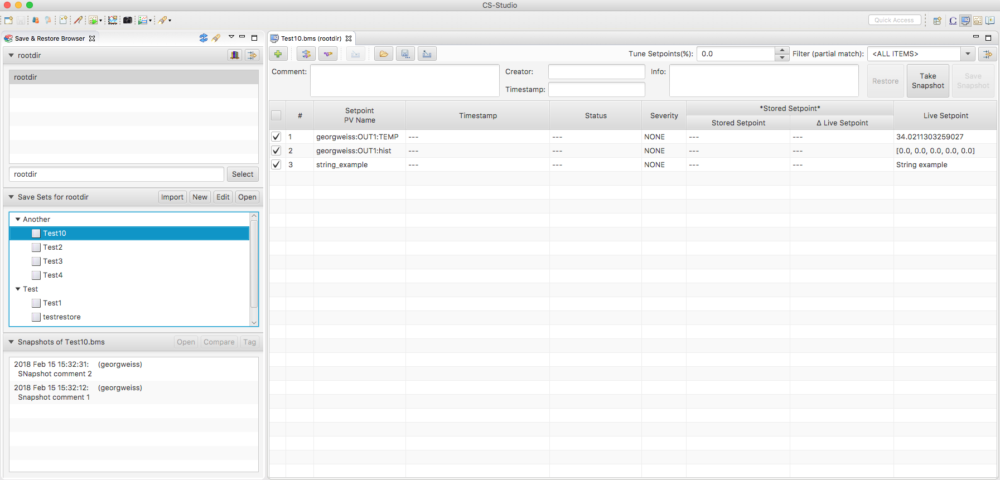 CS-Studio
Quick Access
Save & Restore Browser
rootdir
rootdir
rootdir
Select
Save Sets for rootdir
Import
New
Edit
Open
Another
Test10
Test2
Test3
Test4
Test
Test1
testrestore
Snapshots of Test10.bms
Open
Compare
Tag
2018 Feb 15 15:32:31: (georgweiss)
SNapshot comment 2
2018 Feb 15 15:32:12: (georgweiss)
Snapshot comment 1
Test10.bms (rootdir)
Tune Setpoints(%): 0.0
Filter (partial match): <ALL ITEMS>
Comment:
Creator:
Timestamp:
Info:
Restore
Take
Snapshot
Save
Snapshot
#
Setpoint
PV Name
Timestamp
Status
Severity
*Stored Setpoint*
Stored Setpoint
Δ Live Setpoint
Live Setpoint
1 georgweiss:OUT1:TEMP --- --- NONE --- --- 34.0211303259027
2 georgweiss:OUT1:hist --- --- NONE --- --- [0.0, 0.0, 0.0, 0.0, 0.0]
3 string_example --- --- NONE --- --- String example